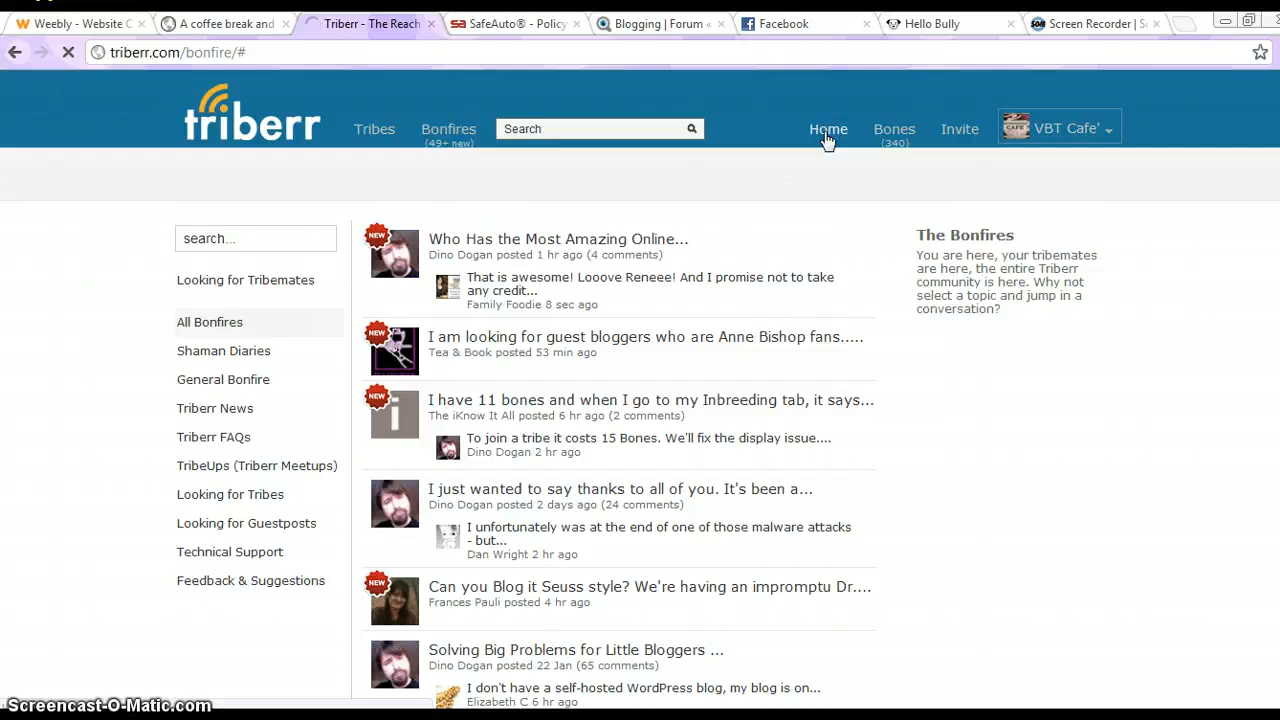 Weebly - Website C
A coffee break and
Triberr - The Reach
SafeAuto® - Policy
Blogging | Forum «
Facebook
Hello Bully
Screen Recorder | S
triberr.com/bonfire/#
triberr
Tribes
Bonfires
(49+ new)
Search
Home
Bones
(340)
Invite
CAFE
VBT Cafe'
search...
Looking for Tribemates
All Bonfires
Shaman Diaries
General Bonfire
Triberr News
Triberr FAQs
TribeUps (Triberr Meetups)
Looking for Tribes
Looking for Guestposts
Technical Support
Feedback & Suggestions
NEW
Who Has the Most Amazing Online...
Dino Dogan posted 1 hr ago (4 comments)
That is awesome! Looove Reneee! And I promise not to take
any credit...
Family Foodie 8 sec ago
NEW
I am looking for guest bloggers who are Anne Bishop fans.....
Tea & Book posted 53 min ago
NEW
I have 11 bones and when I go to my Inbreeding tab, it says...
The iKnow It All posted 6 hr ago (2 comments)
To join a tribe it costs 15 Bones. We'll fix the display issue....
Dino Dogan 2 hr ago
I just wanted to say thanks to all of you. It's been a...
Dino Dogan posted 2 days ago (24 comments)
I unfortunately was at the end of one of those malware attacks
- but...
Dan Wright 2 hr ago
NEW
Can you Blog it Seuss style? We're having an impromptu Dr....
Frances Pauli posted 4 hr ago
Solving Big Problems for Little Bloggers ...
Dino Dogan posted 22 Jan (65 comments)
I don't have a self-hosted WordPress blog, my blog is on...
Elizabeth C 6 hr ago
The Bonfires
You are here, your tribemates
are here, the entire Triberr
community is here. Why not
select a topic and jump in a
conversation?
Screencast-O-Matic.com